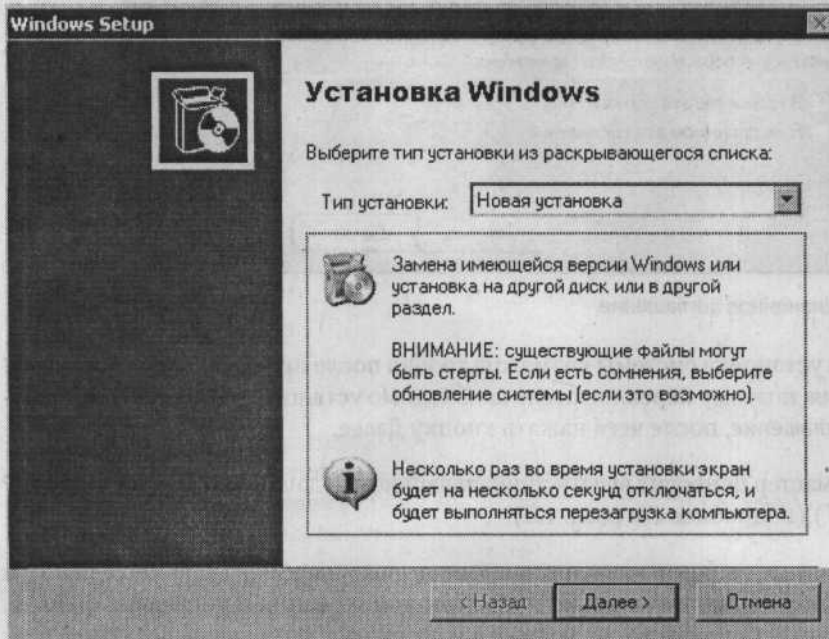 Windows Setup
Установка Windows
Выберите тип установки из раскрывающегося списка:
Тип установки: Новая установка
Замена имеющейся версии Windows или
установка на другой диск или в другой
раздел.
ВНИМАНИЕ: существующие файлы могут
быть стерты. Если есть сомнения, выберите
обновление системы (если это возможно).
Несколько раз во время установки экран
будет на несколько секунд отключаться, и
будет выполняться перезагрузка компьютера.
< Назад Далее > Отмена